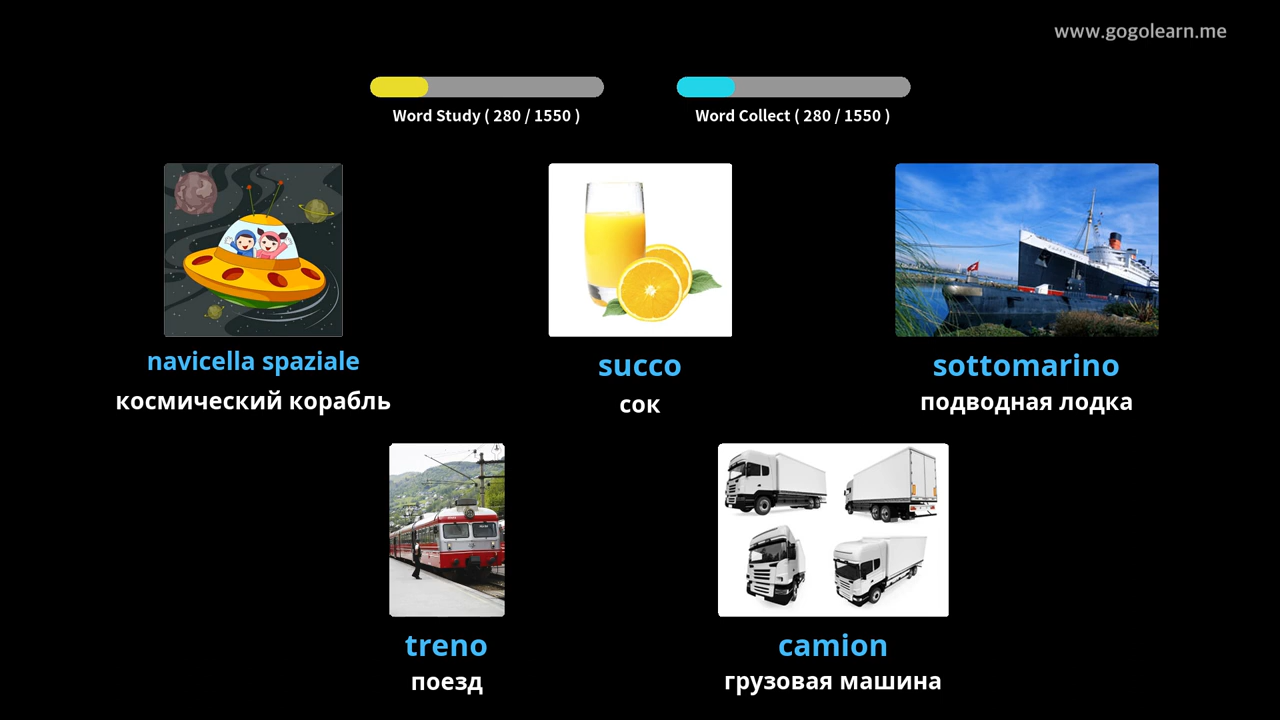 www.gogolearn.me
Word Study ( 280 / 1550 )
Word Collect ( 280 / 1550 )
navicella spaziale
космический корабль
succo
сок
sottomarino
подводная лодка
treno
поезд
camion
грузовая машина